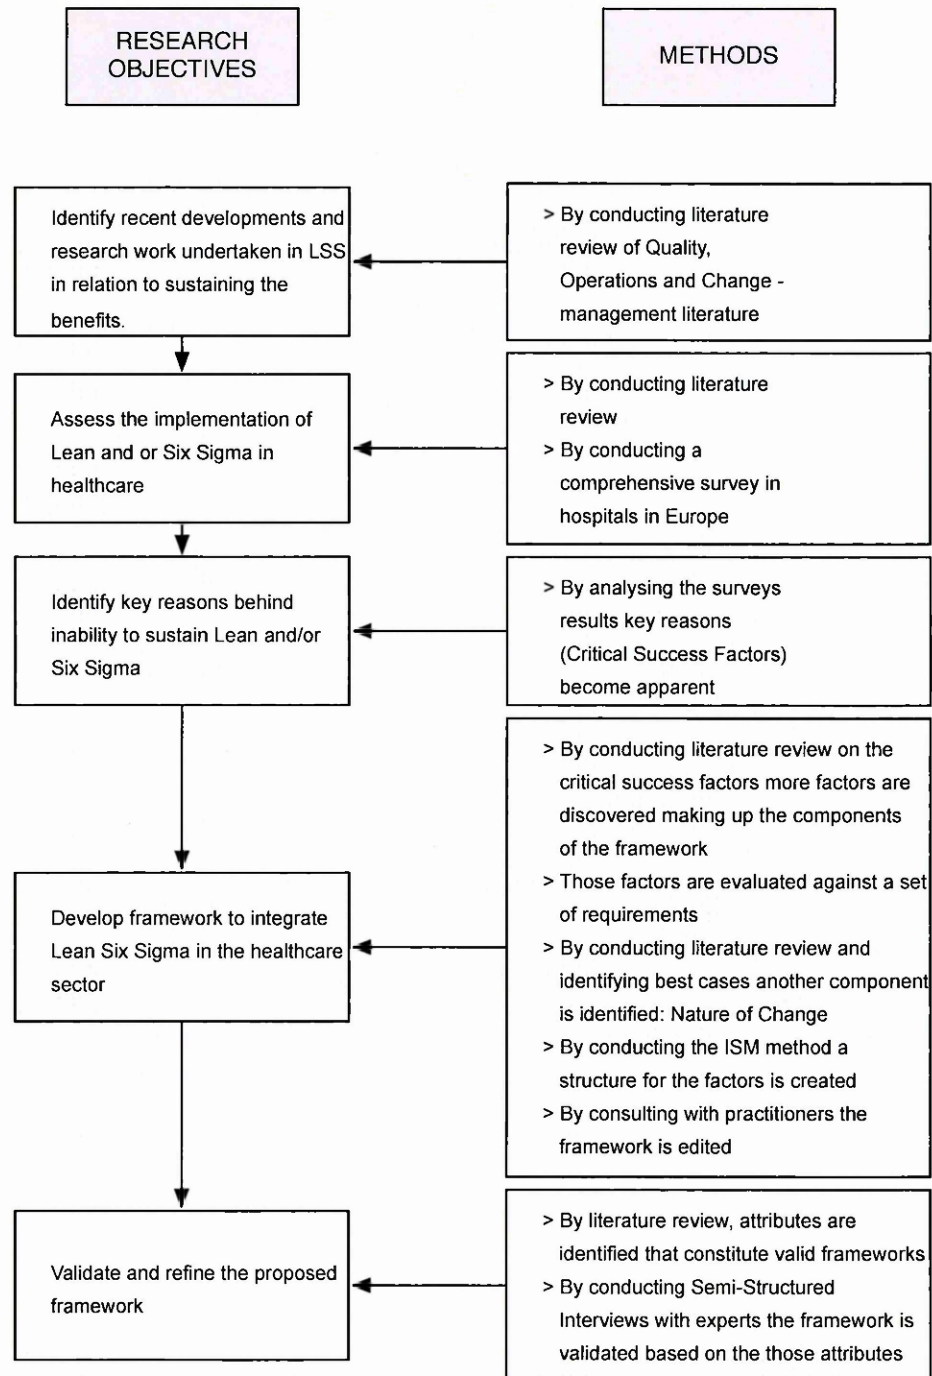 RESEARCH
OBJECTIVES
METHODS
Identify recent developments and
research work undertaken in LSS
in relation to sustaining the
benefits.
> By conducting literature
review of Quality,
Operations and Change -
management literature
Assess the implementation of
Lean and or Six Sigma in
healthcare
> By conducting literature
review
> By conducting a
comprehensive survey in
hospitals in Europe
Identify key reasons behind
inability to sustain Lean and/or
Six Sigma
> By analysing the surveys
results key reasons
(Critical Success Factors)
become apparent
Develop framework to integrate
Lean Six Sigma in the healthcare
sector
> By conducting literature review on the
critical success factors more factors are
discovered making up the components
of the framework
> Those factors are evaluated against a set
of requirements
> By conducting literature review and
identifying best cases another component
is identified: Nature of Change
> By conducting the ISM method a
structure for the factors is created
> By consulting with practitioners the
framework is edited
Validate and refine the proposed
framework
> By literature review, attributes are
identified that constitute valid frameworks
> By conducting Semi-Structured
Interviews with experts the framework is
validated based on the those attributes